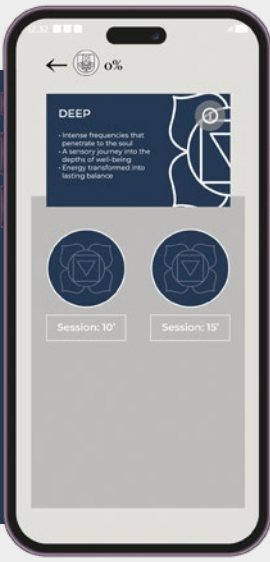 12:32
0%
DEEP
- Intense frequencies that
penetrate to the soul
- A sensory journey into the
depths of well-being
- Energy transformed into
lasting balance
Session: 10'
Session: 15'